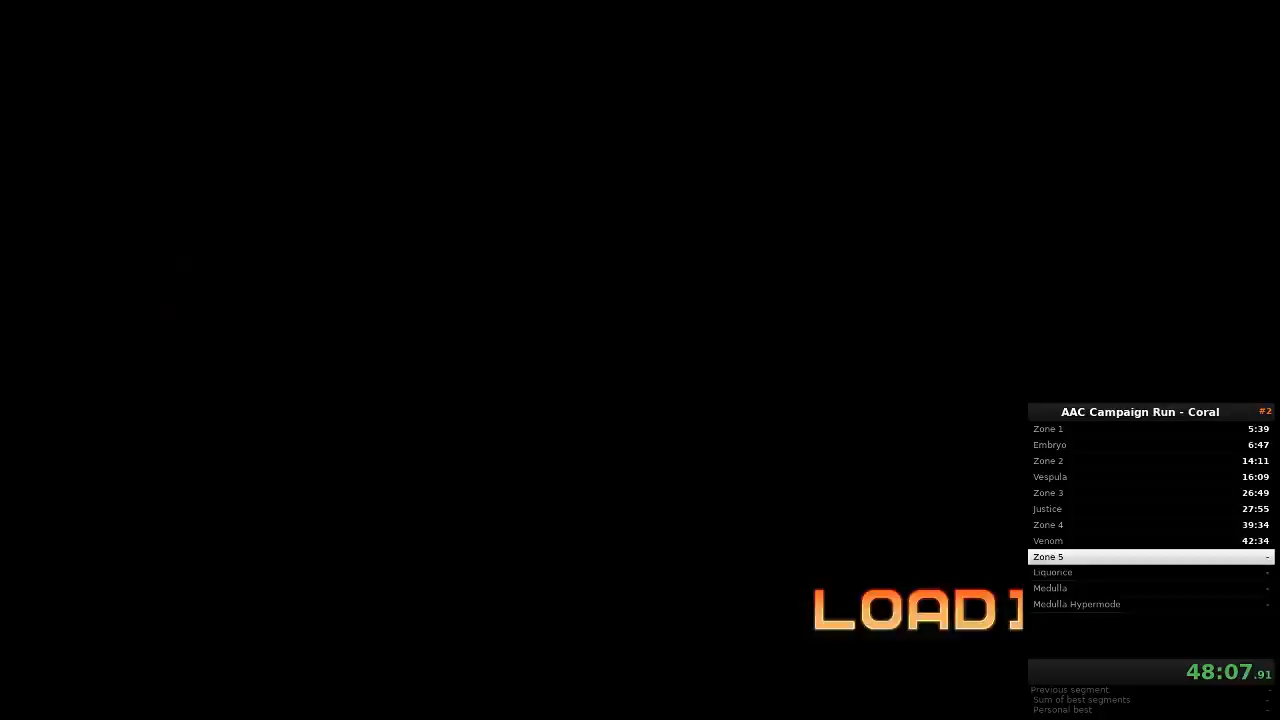 AAC Campaign Run - Coral #2
Zone 1 5:39
Embryo 6:47
Zone 2 14:11
Vespula 16:09
Zone 3 26:49
Justice 27:55
Zone 4 39:34
Venom 42:34
Zone 5 -
Liquorice -
Medulla -
Medulla Hypermode -
LOADI
48:07.91
Previous segment -
Sum of best segments -
Personal best -